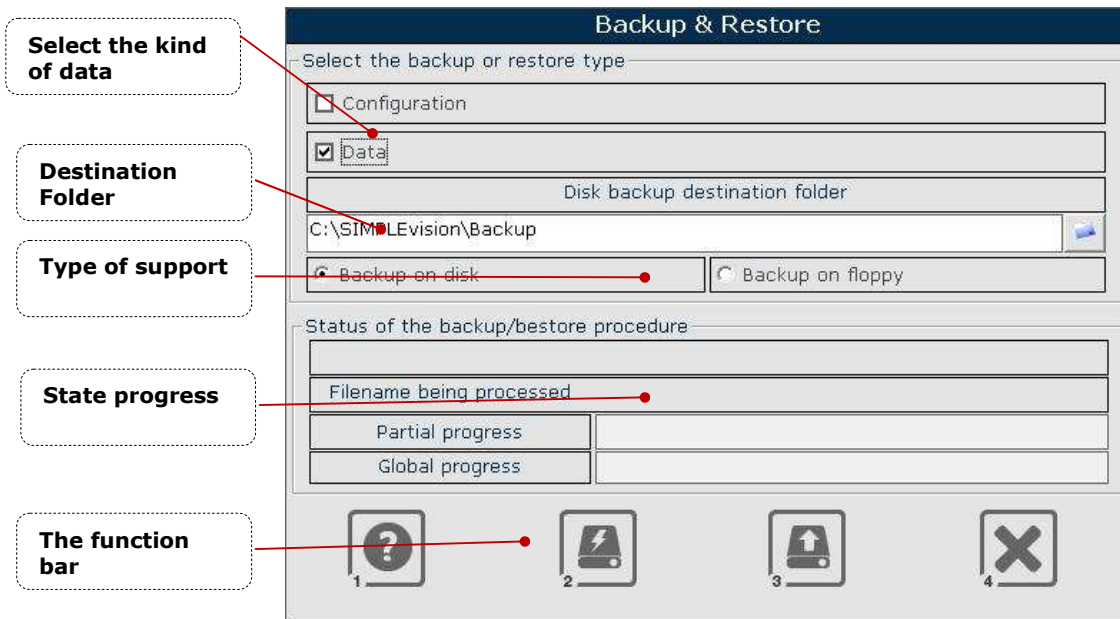 Backup & Restore
Select the kind
of data
Select the backup or restore type
Configuration
Data
Destination
Folder
Disk backup destination folder
C:\SIMPLEvision\Backup
Type of support
Backup on disk
Backup on floppy
Status of the backup/bestore procedure
State progress
Filename being processed
Partial progress
Global progress
The function
bar
?
1
2
3
4